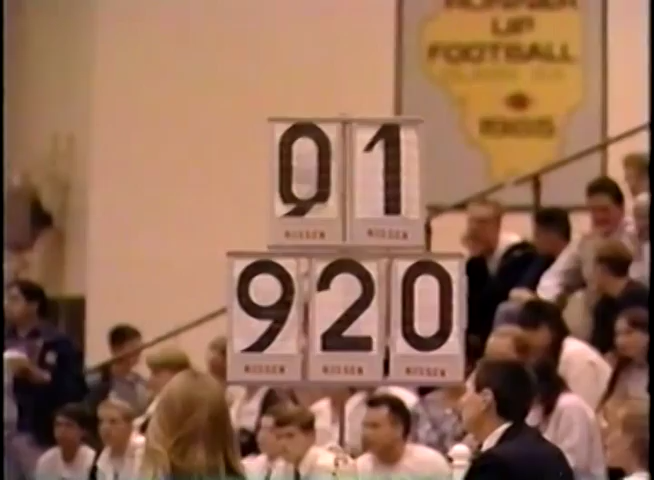 RUNNER
UP
FOOTBALL
01
NISSEN NISSEN
920
NISSEN NISSEN NISSEN